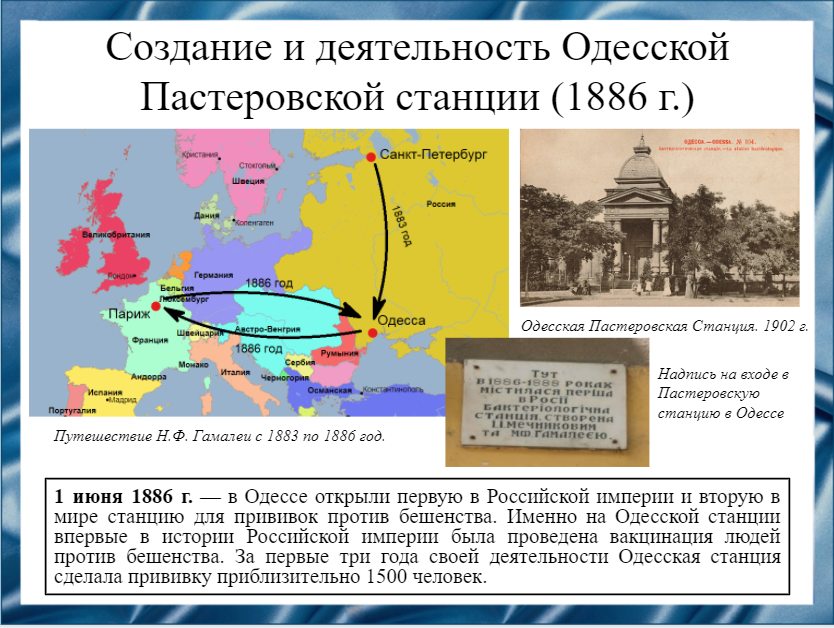 Создание и деятельность Одесской
Пастеровской станции (1886 г.)
Санкт-Петербург
Кристиания
Стокгольм
Швеция
Россия
1883 год
Дания
Копенгаген
Великобритания
Лондон
Германия
Бельгия
Люксембург
1886 год
Париж
Одесса
Швейцария
Австро-Венгрия
Франция
1886 год
Румыния
Сербия
Монако
Италия
Андорра
Черногория
Испания
Мадрид
Османская
Константинополь
Португалия
Путешествие Н.Ф. Гамалеи с 1883 по 1886 год.
ОДЕССА.—ODESSA. № 104.
Одесская Пастеровская Станция. 1902 г.
ТУТ
В 1886-1888 РОКАХ
МІСТИЛАСЯ ПЕРША
В РОСІЇ
БАКТЕРІОЛОГІЧНА
СТАНЦІЯ, СТВОРЕНА
І.І.МЕЧНИКОВИМ
ТА М.Ф.ГАМАЛЕЄЮ.
Надпись на входе в
Пастеровскую
станцию в Одессе
1 июня 1886 г. — в Одессе открыли первую в Российской империи и вторую в
мире станцию для прививок против бешенства. Именно на Одесской станции
впервые в истории Российской империи была проведена вакцинация людей
против бешенства. За первые три года своей деятельности Одесская станция
сделала прививку приблизительно 1500 человек.